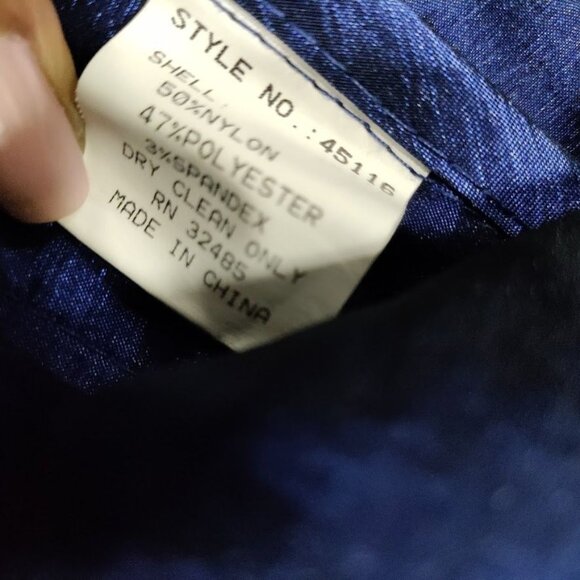 STYLE NO.: 45116
SHELL:
50%NYLON
47%POLYESTER
3%SPANDEX
DRY CLEAN ONLY
RN 32485
MADE IN CHINA